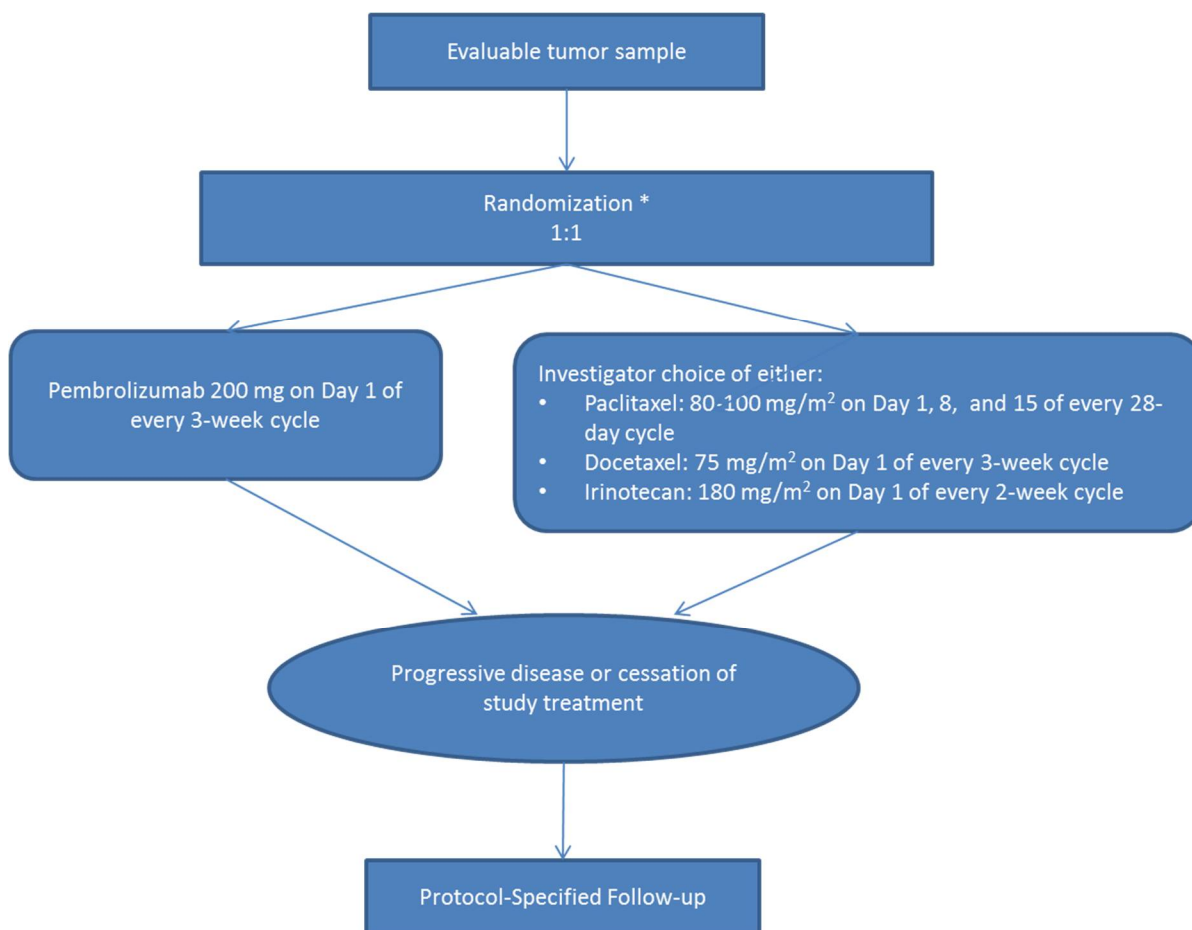 Evaluable tumor sample
Randomization *
1:1
Pembrolizumab 200 mg on Day 1 of
every 3-week cycle
Investigator choice of either:
• Paclitaxel: 80-100 mg/m² on Day 1, 8, and 15 of every 28-
day cycle
• Docetaxel: 75 mg/m² on Day 1 of every 3-week cycle
• Irinotecan: 180 mg/m² on Day 1 of every 2-week cycle
Progressive disease or cessation of
study treatment
Protocol-Specified Follow-up